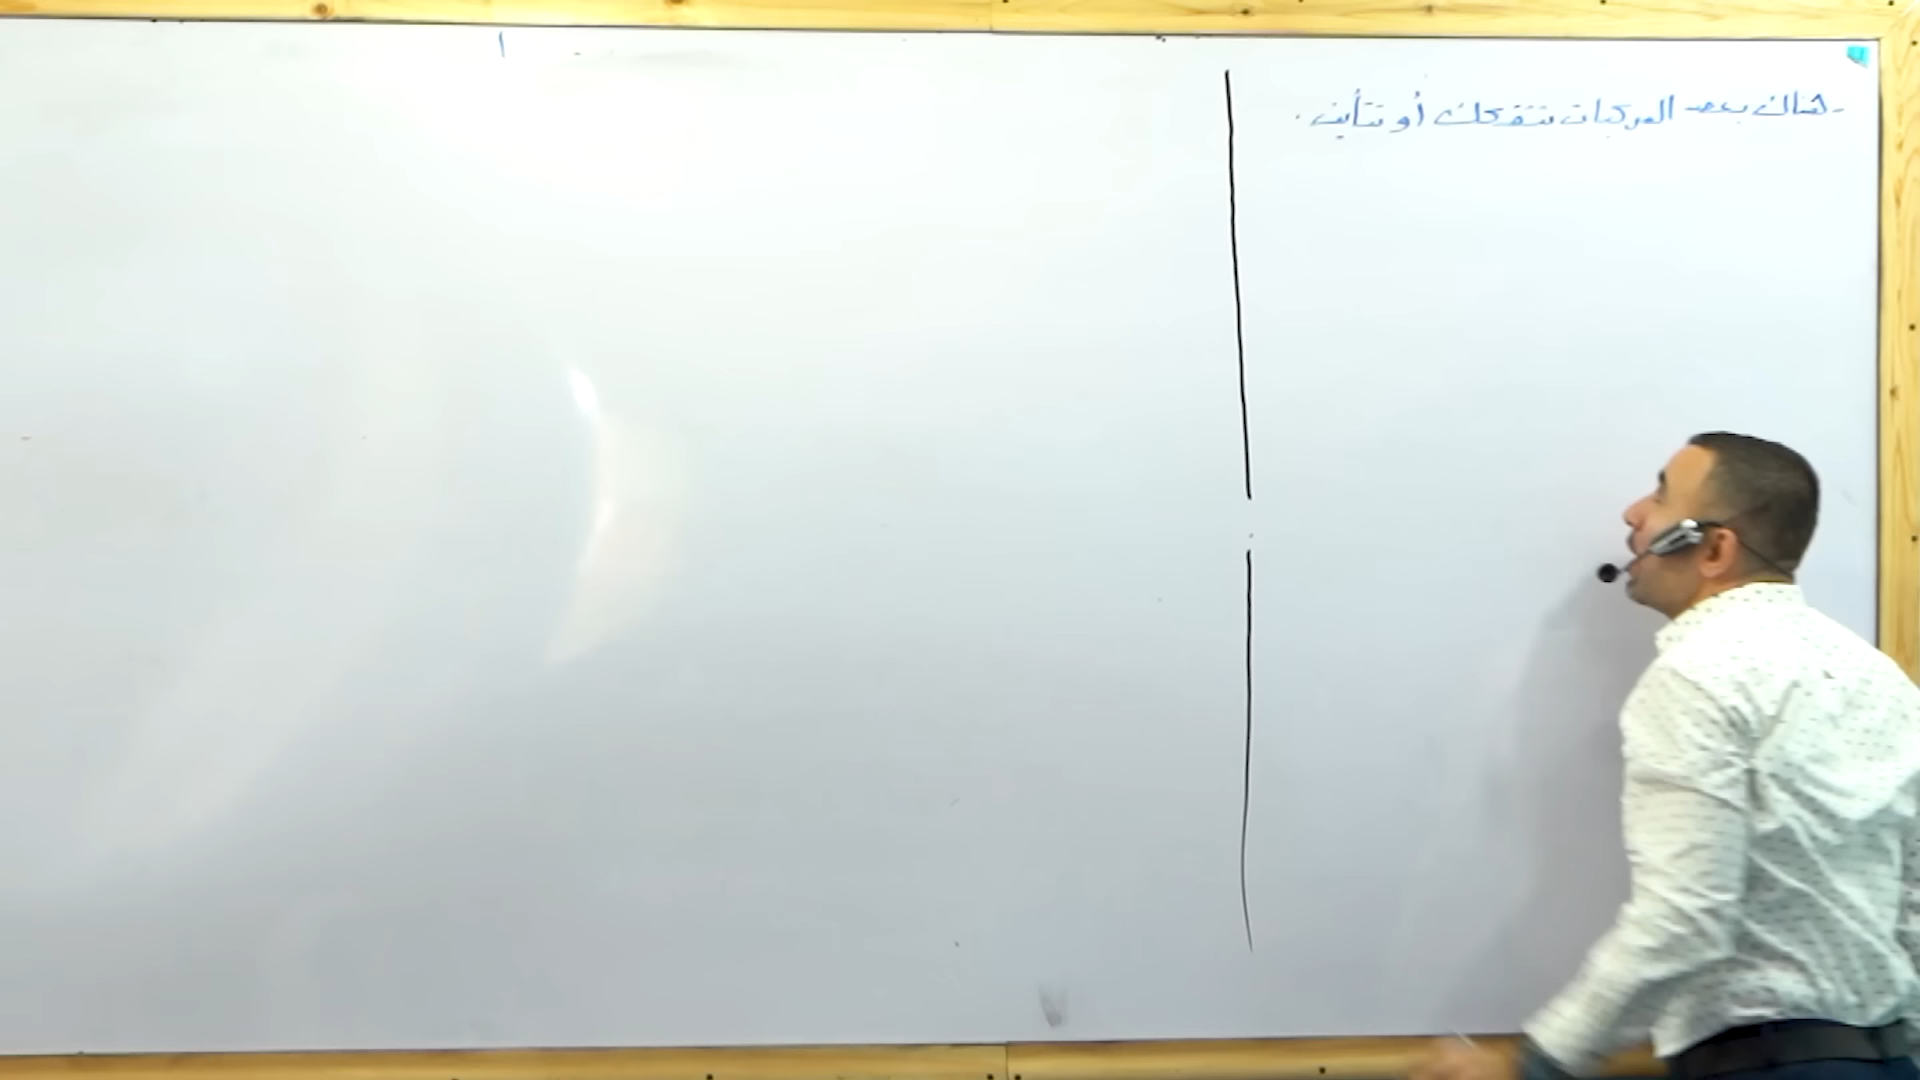 - هناك بعض المركبات تتفكك أو تتأين .